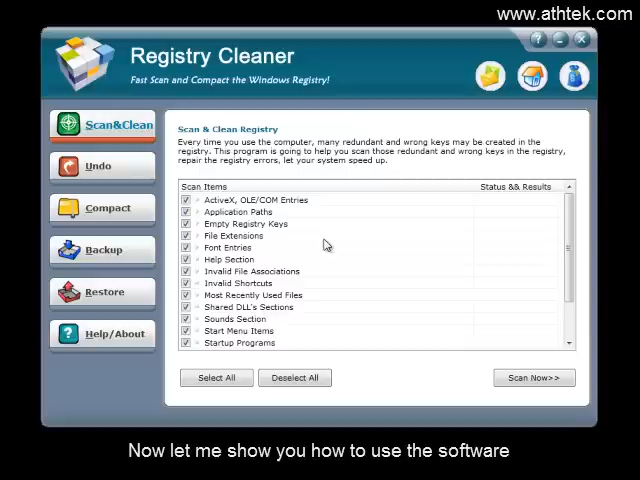 www.athtek.com
Registry Cleaner
Fast Scan and Compact the Windows Registry!
?
Scan&Clean
Undo
Compact
Backup
Restore
Help/About
Scan & Clean Registry
Every time you use the computer, many redundant and wrong keys may be created in the
registry. This program is going to help you scan those redundant and wrong keys in the registry,
repair the registry errors, let your system speed up.
Scan Items Status && Results
ActiveX, OLE/COM Entries
Application Paths
Empty Registry Keys
File Extensions
Font Entries
Help Section
Invalid File Associations
Invalid Shortcuts
Most Recently Used Files
Shared DLL's Sections
Sounds Section
Start Menu Items
Startup Programs
Select All Deselect All Scan Now>>
Now let me show you how to use the software